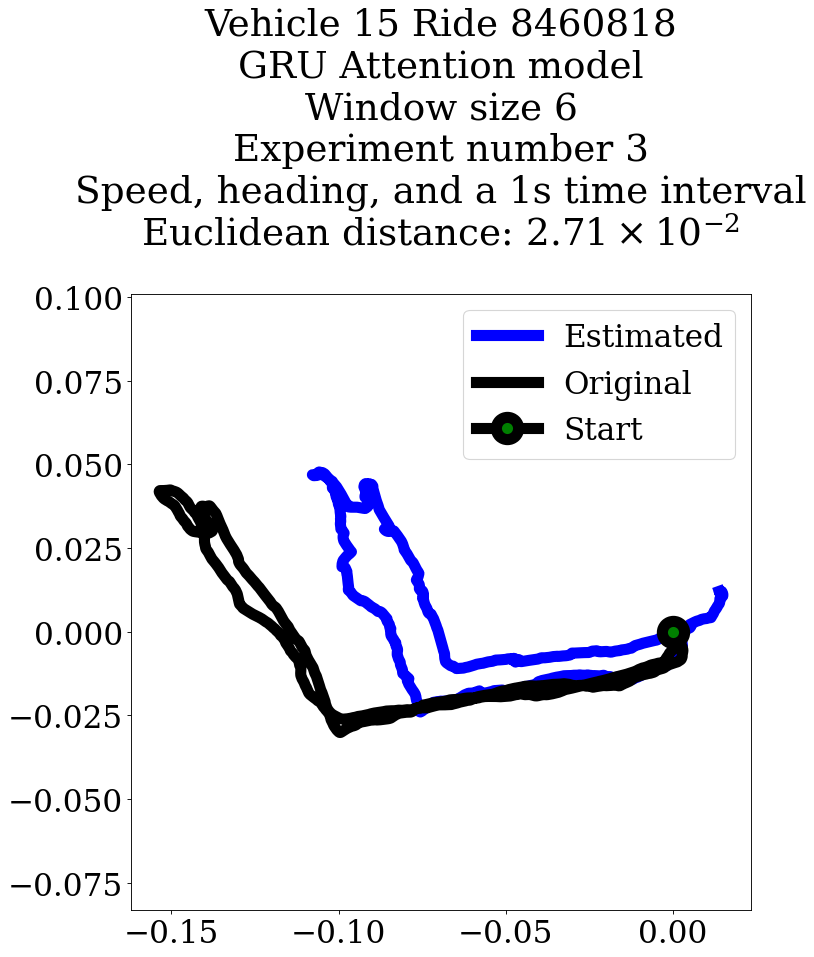 Vehicle 15 Ride 8460818
GRU Attention model
Window size 6
Experiment number 3
Speed, heading, and a 1s time interval
Euclidean distance: 2.71 × 10⁻²
0.100
0.075
0.050
0.025
0.000
−0.025
−0.050
−0.075
Estimated
Original
Start
−0.15 −0.10 −0.05 0.00